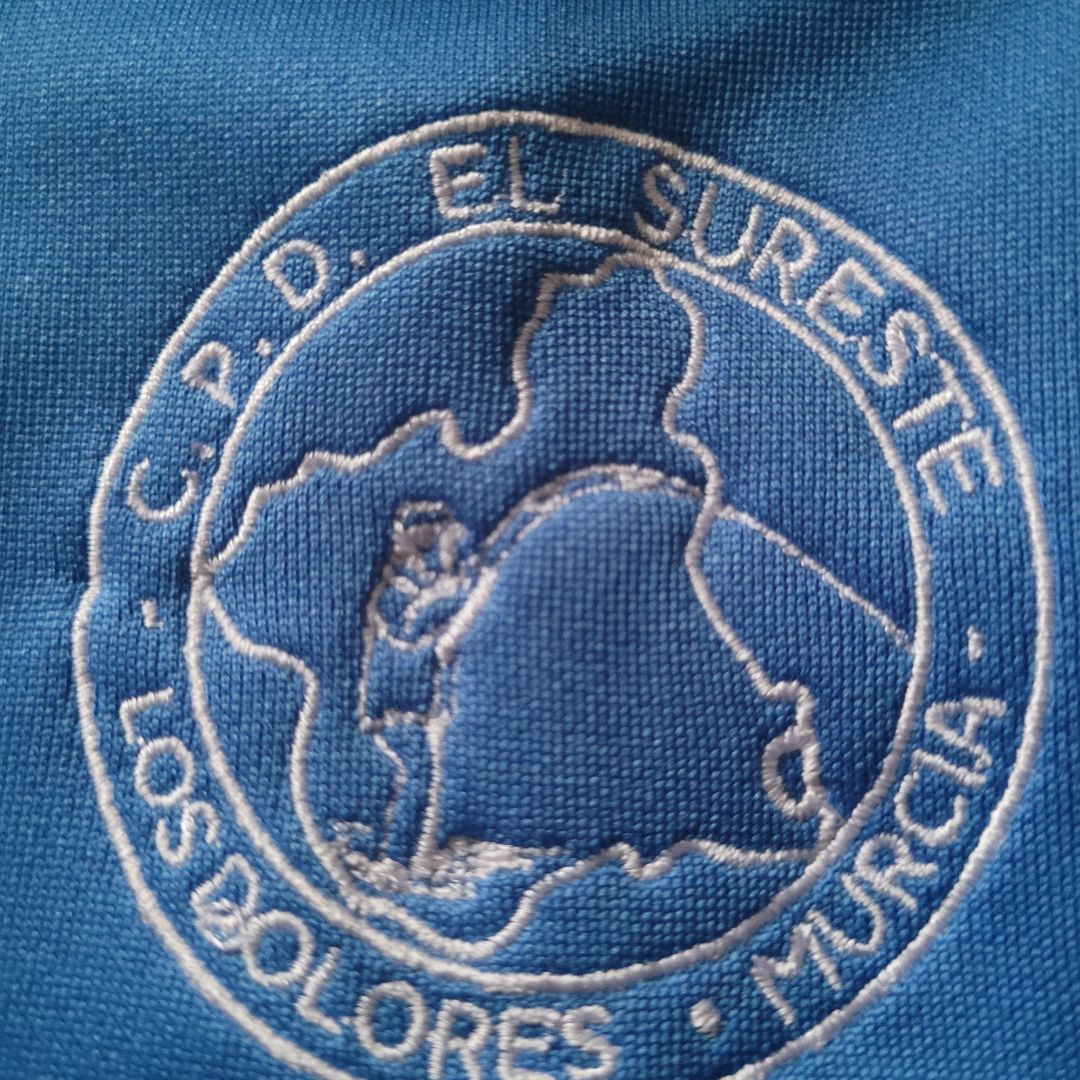 C.P.D. EL SURESTE
- LOS DOLORES • MURCIA -